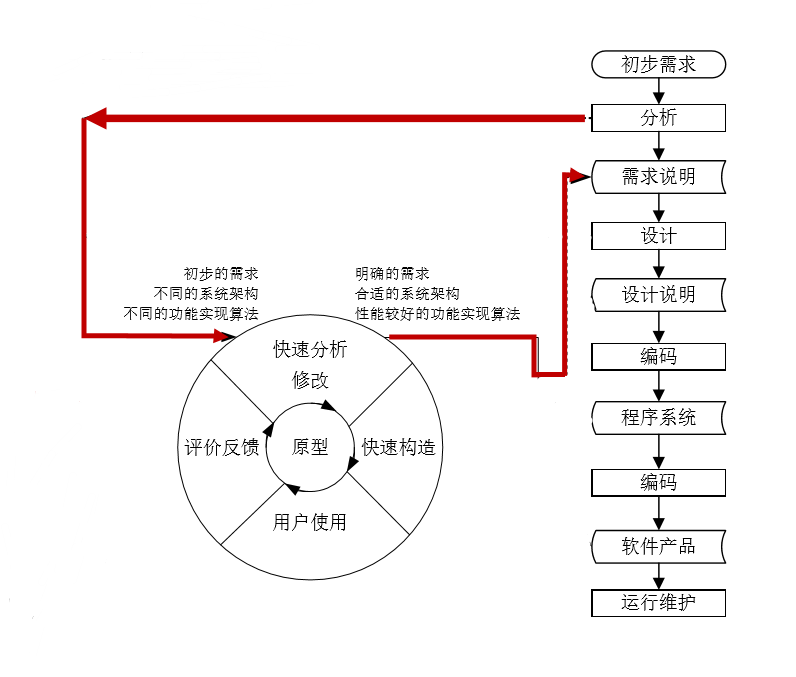 初步需求
分析
需求说明
设计
设计说明
编码
程序系统
编码
软件产品
运行维护
初步的需求
不同的系统架构
不同的功能实现算法
明确的需求
合适的系统架构
性能较好的功能实现算法
快速分析
修改
评价反馈
原型
快速构造
用户使用